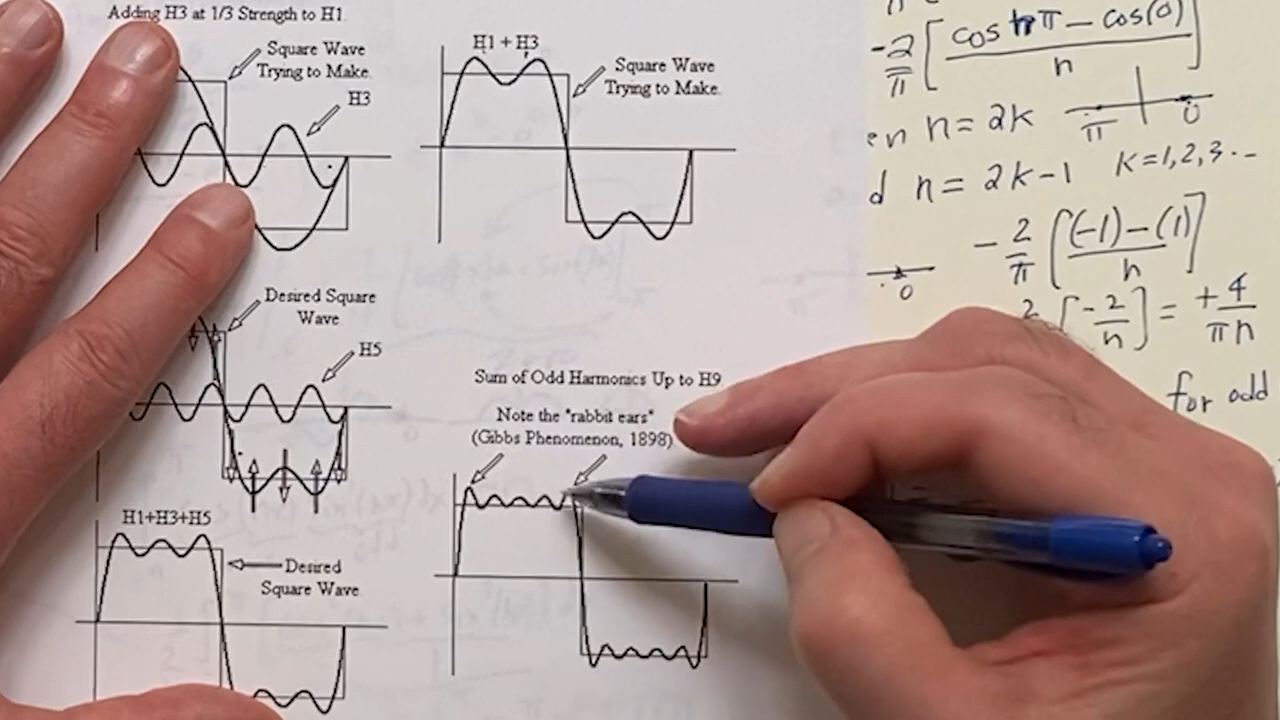 Adding H3 at 1/3 Strength to H1.
Square Wave
Trying to Make.
H3
H1 + H3
Square Wave
Trying to Make.
Desired Square
Wave
H5
H1+H3+H5
Desired
Square Wave
Sum of Odd Harmonics Up to H9
Note the "rabbit ears"
(Gibbs Phenomenon, 1898).
-2/π [cos nπ - cos(0)/n]
n = 2k
π 0
n = 2k-1 K=1,2,3..
0
- 2/π [(-1)-(1)/n]
[-2/n] = +4/πn
for odd